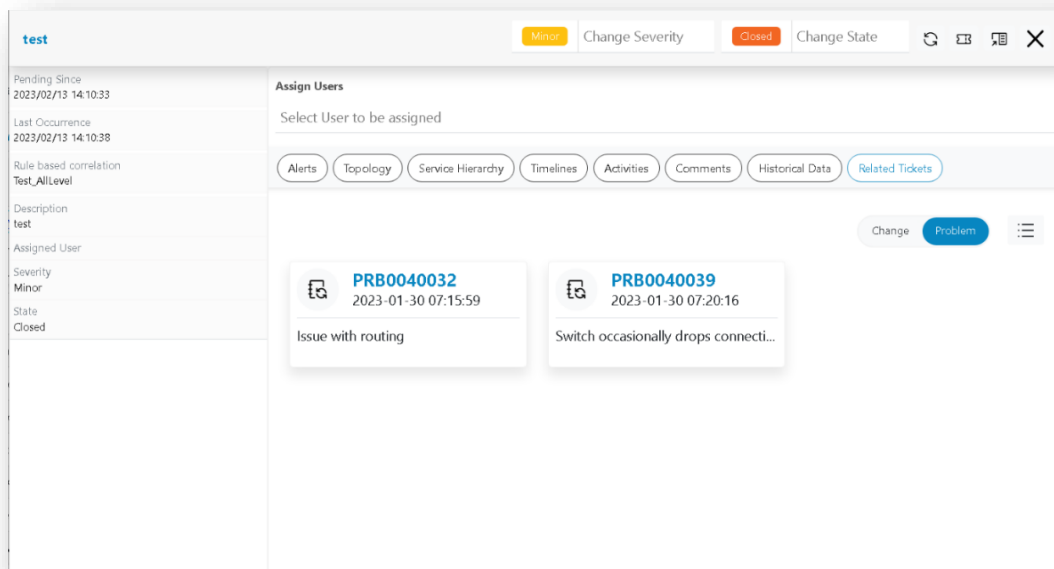 test
Minor
Change Severity
Closed
Change State
Pending Since
2023/02/13 14:10:33
Last Occurrence
2023/02/13 14:10:38
Rule based correlation
Test_AllLevel
Description
test
Assigned User
Severity
Minor
State
Closed
Assign Users
Select User to be assigned
Alerts
Topology
Service Hierarchy
Timelines
Activities
Comments
Historical Data
Related Tickets
Change
Problem
PRB0040032
2023-01-30 07:15:59
Issue with routing
PRB0040039
2023-01-30 07:20:16
Switch occasionally drops connecti...